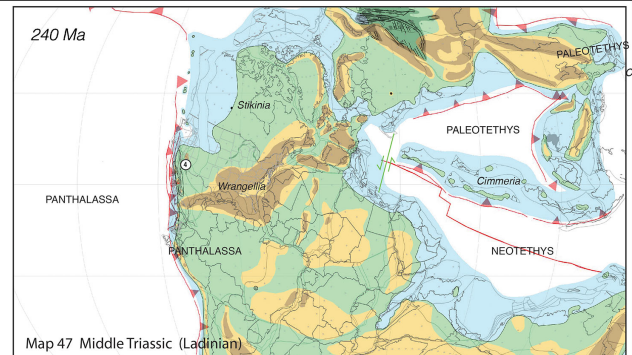 240 Ma
PALEOTETHYS
C
Stikinia
PALEOTETHYS
4
Wrangellia
Cimmeria
PANTHALASSA
PANTHALASSA
NEOTETHYS
Map 47 Middle Triassic (Ladinian)